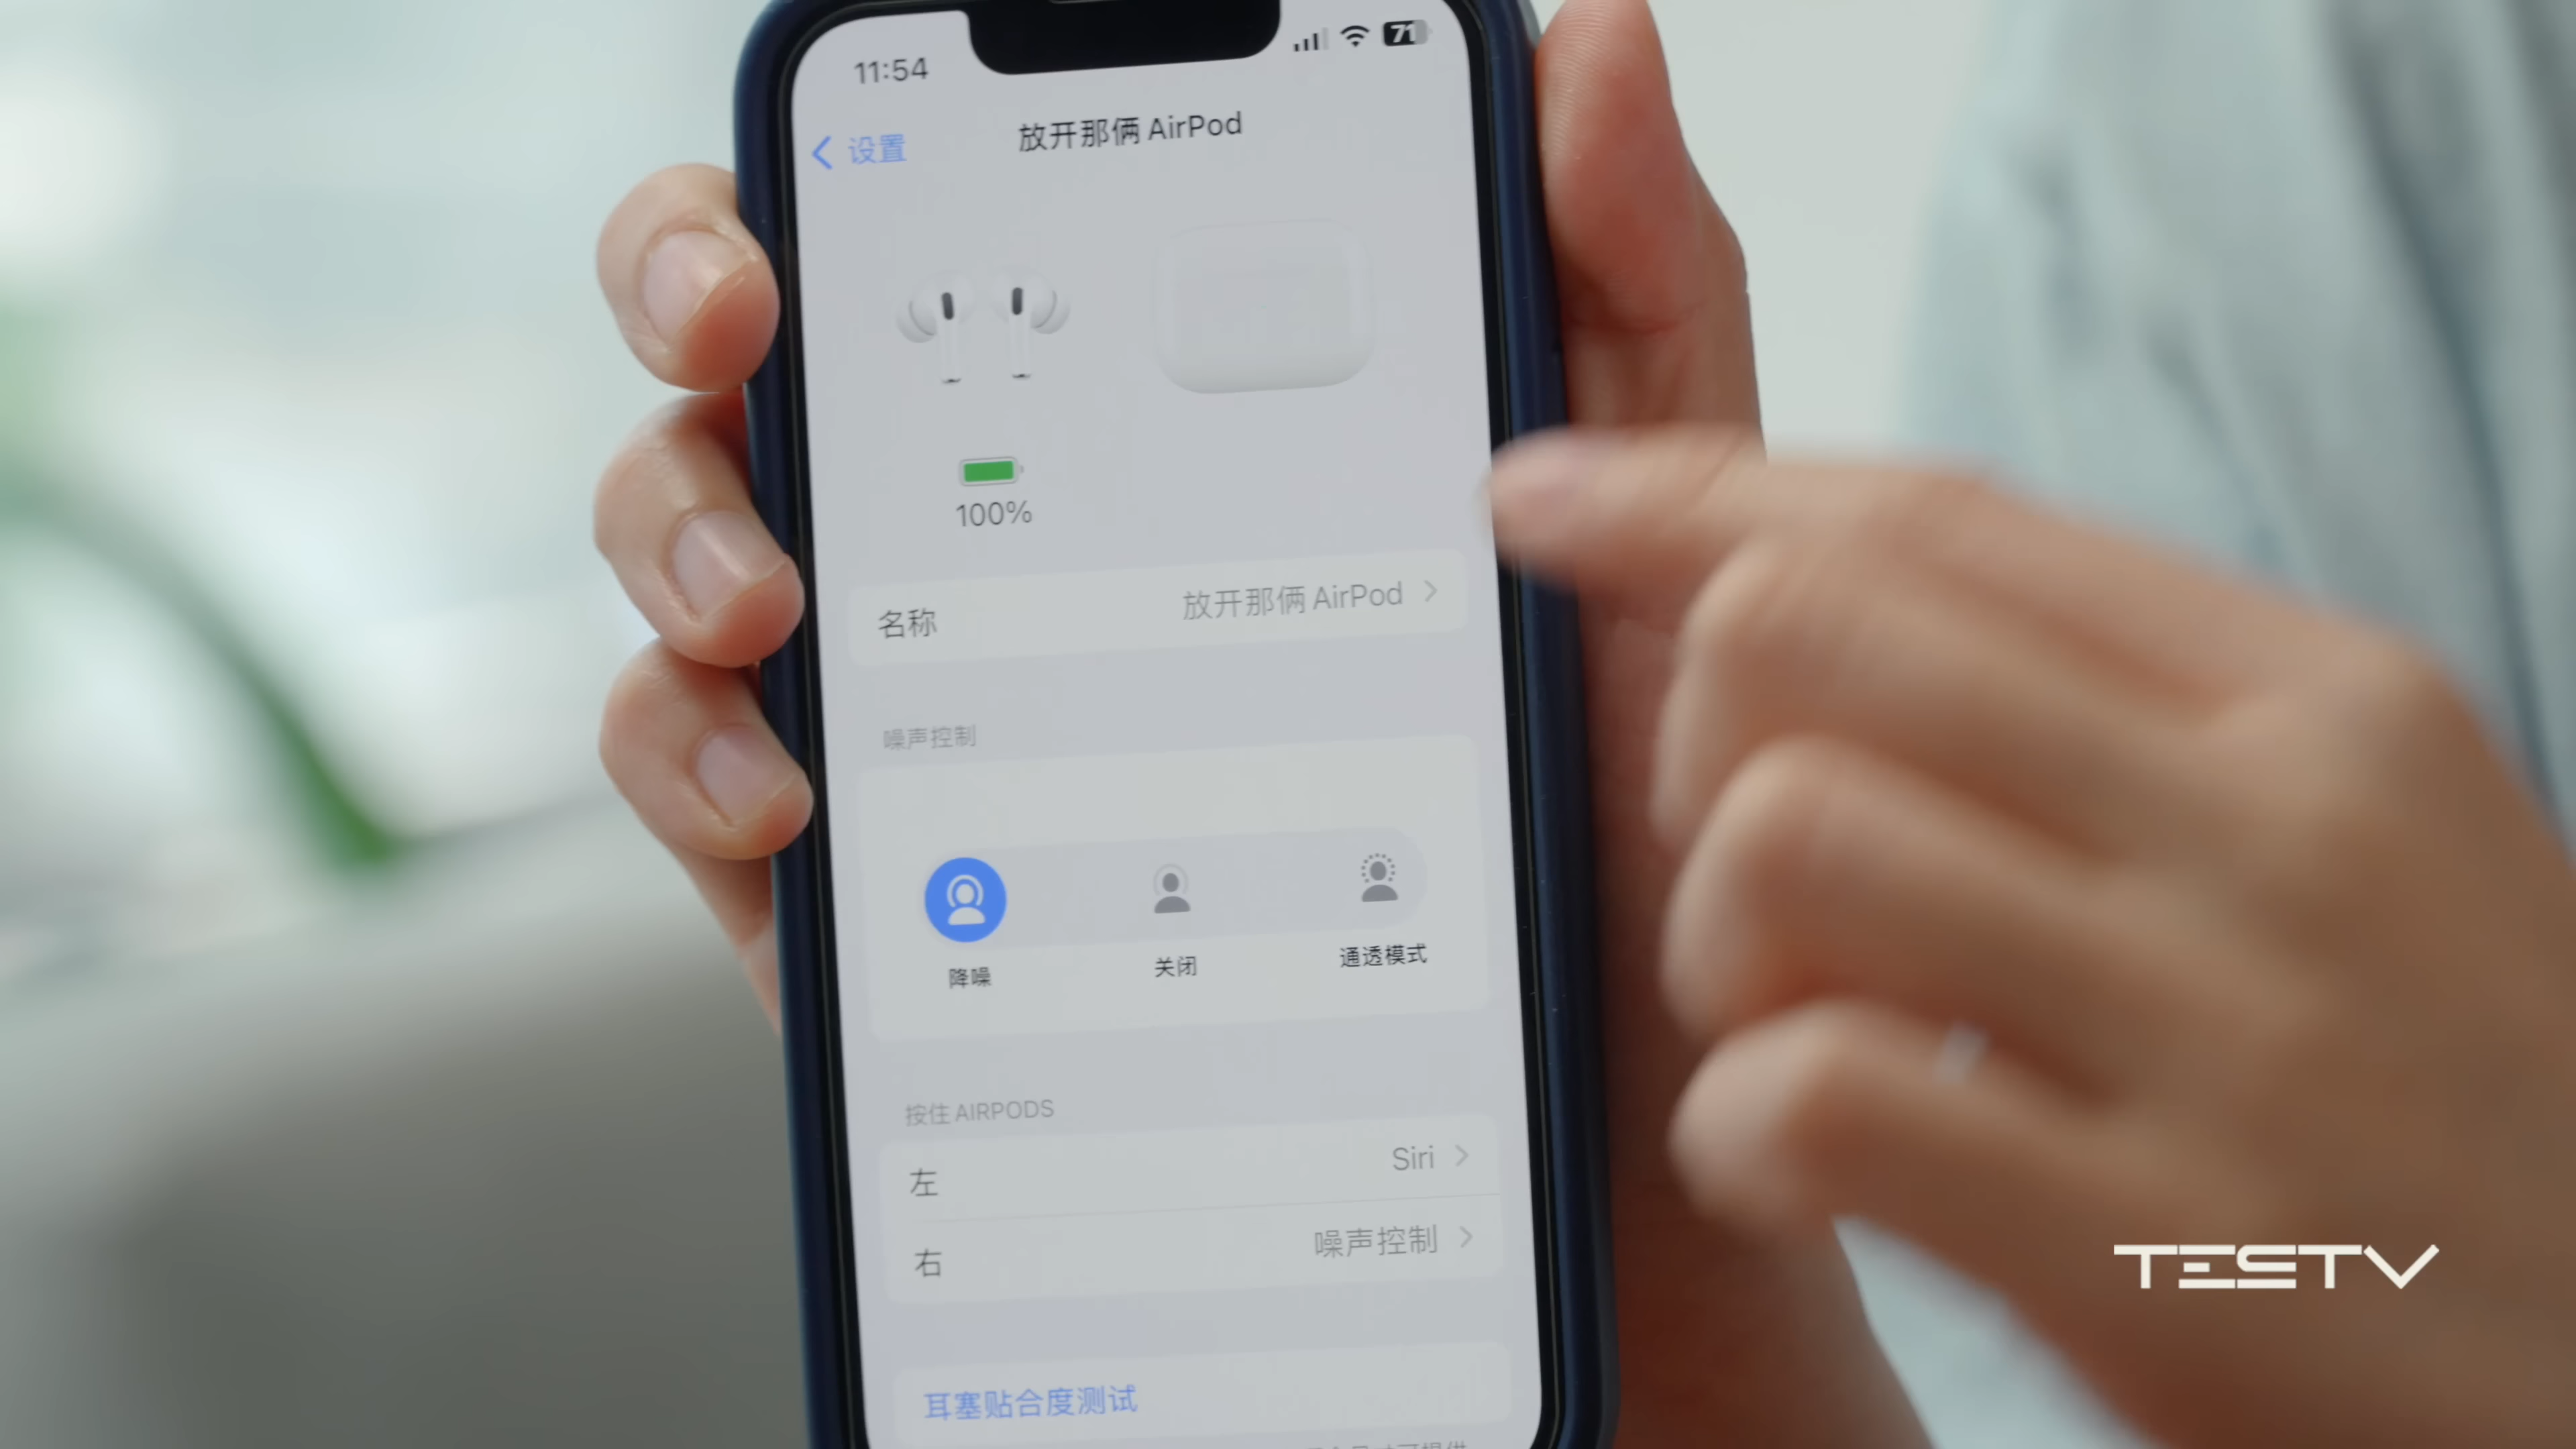 11:54
71
设置
放开那俩 AirPod
100%
名称
放开那俩 AirPod
噪声控制
降噪
关闭
通透模式
按住 AIRPODS
左
Siri
右
噪声控制
耳塞贴合度测试
TESTV